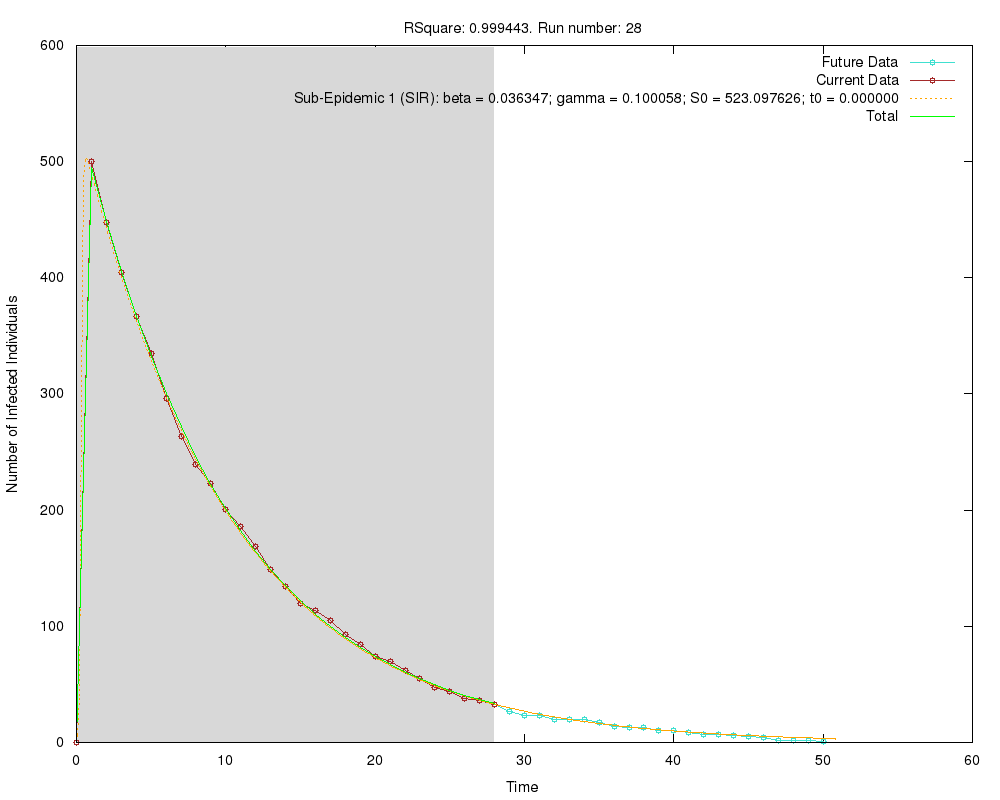 RSquare: 0.999443. Run number: 28
600
500
400
300
200
100
0
Number of Infected Individuals
Future Data
Current Data
Sub-Epidemic 1 (SIR): beta = 0.036347; gamma = 0.100058; S0 = 523.097626; t0 = 0.000000
Total
0 10 20 30 40 50 60
Time